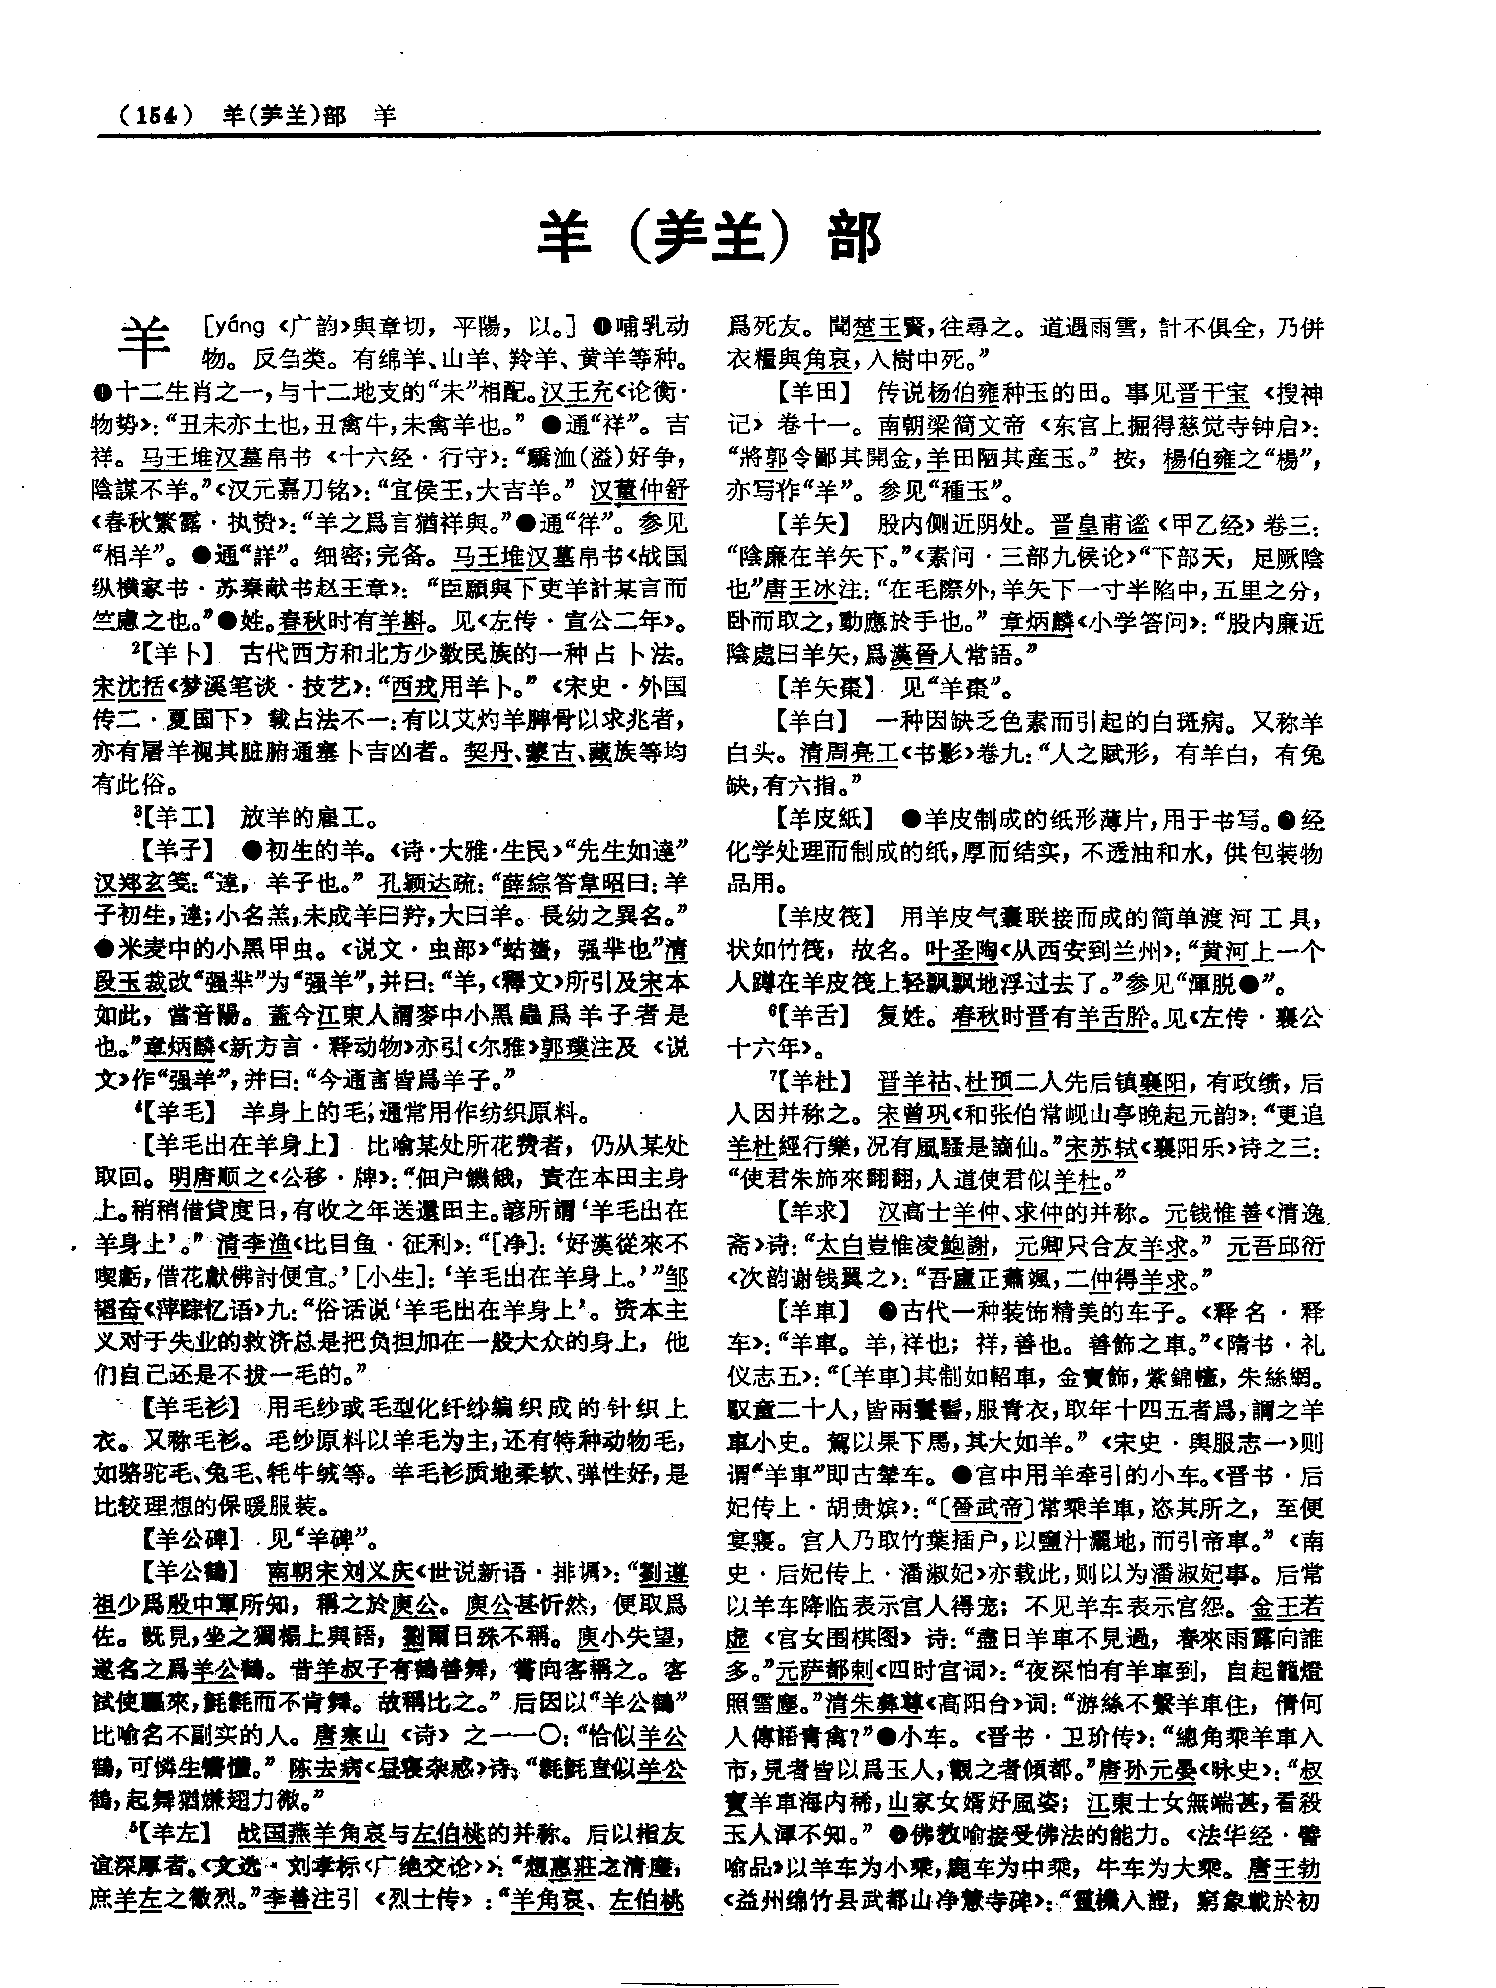 (154) 羊(⺶⺷)部 羊
羊(⺶⺷)部
羊 [yáng《广韵》與章切，平陽，以。]❶哺乳动
物。反刍类。有绵羊、山羊、羚羊、黄羊等种。
❶十二生肖之一，与十二地支的“未”相配。汉王充《论衡·
物势》：“丑未亦土也，丑禽牛，未禽羊也。” ●通“祥”。吉
祥。马王堆汉墓帛书《十六经·行守》：“驕洫(溢)好争，
陰謀不羊。”《汉元嘉刀铭》：“宜侯王，大吉羊。” 汉董仲舒
《春秋繁露·执贽》：“羊之爲言猶祥與。”●通“徉”。参见
“相羊”。●通“詳”。细密；完备。马王堆汉墓帛书《战国
纵横家书·苏秦献书赵王章》：“臣願與下吏羊計某言而
竺慮之也。”●姓。春秋时有羊斟。见《左传·宣公二年》。
2【羊卜】 古代西方和北方少数民族的一种占卜法。
宋沈括《梦溪笔谈·技艺》：“西戎用羊卜。”《宋史·外国
传二·夏国下》载占法不一：有以艾灼羊脾骨以求兆者，
亦有屠羊视其脏腑通塞卜吉凶者。契丹、蒙古、藏族等均
有此俗。
3【羊工】 放羊的雇工。
【羊子】 ●初生的羊。《诗·大雅·生民》“先生如達”
汉郑玄笺：“達，羊子也。” 孔颖达疏：“薛綜答韋昭曰：羊
子初生，達；小名羔，未成羊曰羜，大曰羊。長幼之異名。”
●米麦中的小黑甲虫。《说文·虫部》“蛄䗐，强羋也”清
段玉裁改“强羋”为“强羊”，并曰：“羊，《釋文》所引及宋本
如此，當音陽。蓋今江東人謂麥中小黑蟲爲羊子者是
也。”章炳麟《新方言·释动物》亦引《尔雅》郭璞注及《说
文》作“强羊”，并曰：“今通言皆爲羊子。”
4【羊毛】 羊身上的毛，通常用作纺织原料。
【羊毛出在羊身上】 比喻某处所花费者，仍从某处
取回。明唐顺之《公移·牌》：“佃户饑餓，責在本田主身
上。稍稍借貸度日，有收之年送還田主。諺所謂‘羊毛出在
羊身上’。” 清李渔《比目鱼·征利》：“[净]：‘好漢從來不
喫虧，借花獻佛討便宜。’[小生]：‘羊毛出在羊身上。’”邹
韬奋《萍踪忆语》九：“俗话说‘羊毛出在羊身上’。资本主
义对于失业的救济总是把负担加在一般大众的身上，他
们自己还是不拔一毛的。”
【羊毛衫】 用毛纱或毛型化纤纱编织成的针织上
衣。又称毛衫。毛纱原料以羊毛为主，还有特种动物毛，
如骆驼毛、兔毛、牦牛绒等。羊毛衫质地柔软、弹性好，是
比较理想的保暖服装。
【羊公碑】 见“羊碑”。
【羊公鶴】 南朝宋刘义庆《世说新语·排调》：“劉遵
祖少爲殷中軍所知，稱之於庾公。庾公甚忻然，便取爲
佐。既見，坐之獨榻上與語，劉爾日殊不稱。庾小失望，
遂名之爲羊公鶴。昔羊叔子有鶴善舞，嘗向客稱之。客
試使驅來，氃氋而不肯舞。故稱比之。” 后因以“羊公鶴”
比喻名不副实的人。唐寒山《诗》之一一〇：“恰似羊公
鶴，可憐生懵懂。” 陈去病《昼寝杂感》诗：“氃氋直似羊公
鶴，起舞猶嫌翅力微。”
5【羊左】 战国燕羊角哀与左伯桃的并称。后以指友
谊深厚者。《文选·刘孝标〈广绝交论〉》：“想惠莊之清塵，
庶羊左之徽烈。”李善注引《烈士传》：“羊角哀、左伯桃
爲死友。聞楚王賢，往尋之。道遇雨雪，計不俱全，乃併
衣糧與角哀，入樹中死。”
【羊田】 传说杨伯雍种玉的田。事见晋干宝《搜神
记》卷十一。南朝梁简文帝《东宫上掘得慈觉寺钟启》：
“將郭令鄙其開金，羊田陋其產玉。” 按，楊伯雍之“楊”，
亦写作“羊”。参见“種玉”。
【羊矢】 股内侧近阴处。晋皇甫谧《甲乙经》卷三：
“陰廉在羊矢下。”《素问·三部九候论》“下部天，足厥陰
也”唐王冰注：“在毛際外，羊矢下一寸半陷中，五里之分，
卧而取之，動應於手也。” 章炳麟《小学答问》：“股内廉近
陰處曰羊矢，爲漢晉人常語。”
【羊矢棗】 见“羊棗”。
【羊白】 一种因缺乏色素而引起的白斑病。又称羊
白头。清周亮工《书影》卷九：“人之赋形，有羊白，有兔
缺，有六指。”
【羊皮紙】 ●羊皮制成的纸形薄片，用于书写。❷经
化学处理而制成的纸，厚而结实，不透油和水，供包装物
品用。
【羊皮筏】 用羊皮气囊联接而成的简单渡河工具，
状如竹筏，故名。叶圣陶《从西安到兰州》：“黄河上一个
人蹲在羊皮筏上轻飘飘地浮过去了。”参见“渾脱●”。
6【羊舌】 复姓。春秋时晋有羊舌肸。见《左传·襄公
十六年》。
7【羊杜】 晋羊祜、杜预二人先后镇襄阳，有政绩，后
人因并称之。宋曾巩《和张伯常岘山亭晚起元韵》：“更追
羊杜經行樂，况有風騷是謫仙。”宋苏轼《襄阳乐》诗之三：
“使君朱斾來翻翻，人道使君似羊杜。”
【羊求】 汉高士羊仲、求仲的并称。元钱惟善《清逸
斋》诗：“太白豈惟凌鮑謝，元卿只合友羊求。” 元吾邱衍
《次韵谢钱翼之》：“吾廬正蕭颯，二仲得羊求。”
【羊車】 ❶古代一种装饰精美的车子。《释名·释
车》：“羊車。羊，祥也；祥，善也。善飾之車。”《隋书·礼
仪志五》：“〔羊車〕其制如軺車，金寶飾，紫錦幰，朱絲網。
馭童二十人，皆兩鬟髻，服青衣，取年十四五者爲，謂之羊
車小史。駕以果下馬，其大如羊。”《宋史·舆服志一》则
谓“羊車”即古辇车。●宫中用羊牵引的小车。《晋书·后
妃传上·胡贵嫔》：“〔晉武帝〕常乘羊車，恣其所之，至便
宴寢。宫人乃取竹葉插户，以鹽汁灑地，而引帝車。”《南
史·后妃传上·潘淑妃》亦载此，则以为潘淑妃事。后常
以羊车降临表示宫人得宠；不见羊车表示宫怨。金王若
虚《宫女围棋图》诗：“盡日羊車不見過，春來雨露向誰
多。”元萨都剌《四时宫词》：“夜深怕有羊車到，自起籠燈
照雪塵。”清朱彝尊《高阳台》词：“游絲不繫羊車住，倩何
人傳語青禽？”●小车。《晋书·卫玠传》：“總角乘羊車入
市，見者皆以爲玉人，觀之者傾都。”唐孙元晏《咏史》：“叔
寶羊車海内稀，山家女婿好風姿；江東士女無端甚，看殺
玉人渾不知。” ❹佛教喻接受佛法的能力。《法华经·譬
喻品》以羊车为小乘，鹿车为中乘，牛车为大乘。唐王勃
《益州绵竹县武都山净慧寺碑》：“靈機入證，窮象載於初